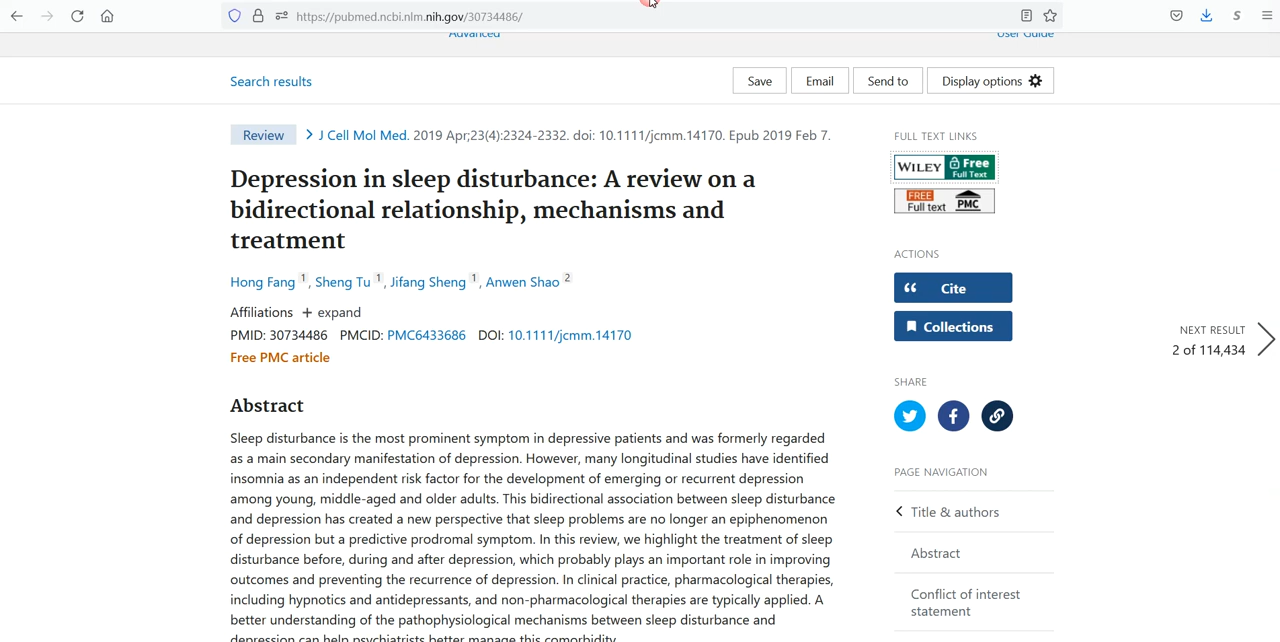 https://pubmed.ncbi.nlm.nih.gov/30734486/
Advanced
User Guide
Search results
Save
Email
Send to
Display options
Review
J Cell Mol Med. 2019 Apr;23(4):2324-2332. doi: 10.1111/jcmm.14170. Epub 2019 Feb 7.
Depression in sleep disturbance: A review on a
bidirectional relationship, mechanisms and
treatment
Hong Fang 1, Sheng Tu 1, Jifang Sheng 1, Anwen Shao 2
Affiliations + expand
PMID: 30734486 PMCID: PMC6433686 DOI: 10.1111/jcmm.14170
Free PMC article
Abstract
Sleep disturbance is the most prominent symptom in depressive patients and was formerly regarded
as a main secondary manifestation of depression. However, many longitudinal studies have identified
insomnia as an independent risk factor for the development of emerging or recurrent depression
among young, middle-aged and older adults. This bidirectional association between sleep disturbance
and depression has created a new perspective that sleep problems are no longer an epiphenomenon
of depression but a predictive prodromal symptom. In this review, we highlight the treatment of sleep
disturbance before, during and after depression, which probably plays an important role in improving
outcomes and preventing the recurrence of depression. In clinical practice, pharmacological therapies,
including hypnotics and antidepressants, and non-pharmacological therapies are typically applied. A
better understanding of the pathophysiological mechanisms between sleep disturbance and
depression can help psychiatrists better manage this comorbidity.
FULL TEXT LINKS
WILEY Free
Full Text
FREE
Full text PMC
ACTIONS
Cite
Collections
SHARE
PAGE NAVIGATION
Title & authors
Abstract
Conflict of interest
statement
NEXT RESULT
2 of 114,434